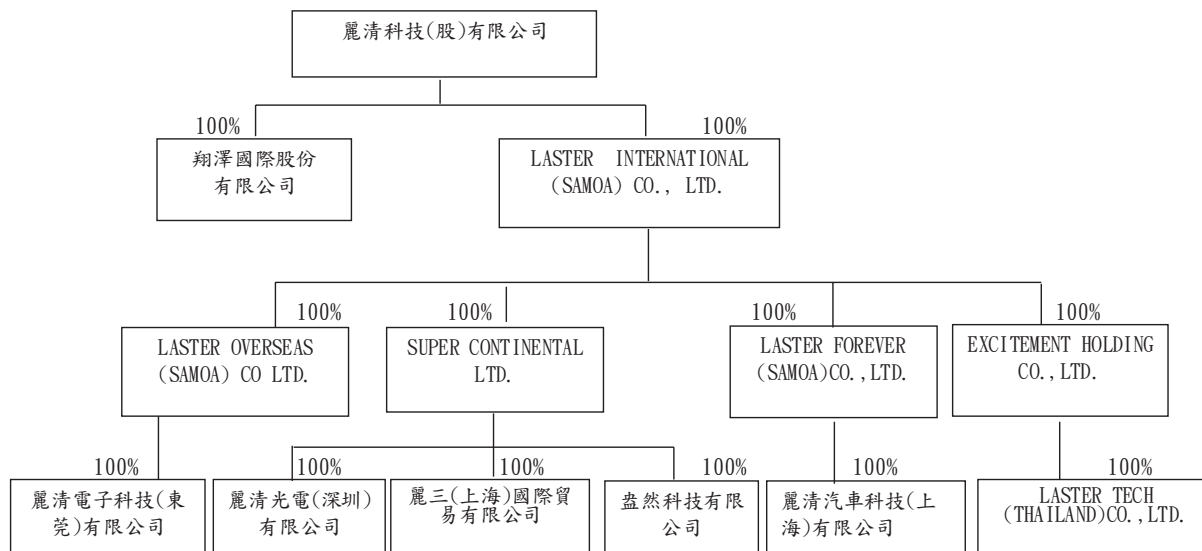 麗清科技(股)有限公司
100%
100%
翔澤國際股份
有限公司
LASTER INTERNATIONAL
(SAMOA) CO., LTD.
100%
100%
100%
100%
LASTER OVERSEAS
(SAMOA) CO LTD.
SUPER CONTINENTAL
LTD.
LASTER FOREVER
(SAMOA)CO.,LTD.
EXCITEMENT HOLDING
CO.,LTD.
100%
100%
100%
100%
100%
100%
麗清電子科技(東
莞)有限公司
麗清光電(深圳)
有限公司
麗三(上海)國際貿
易有限公司
盎然科技有限
公司
麗清汽車科技(上
海)有限公司
LASTER TECH
(THAILAND)CO.,LTD.